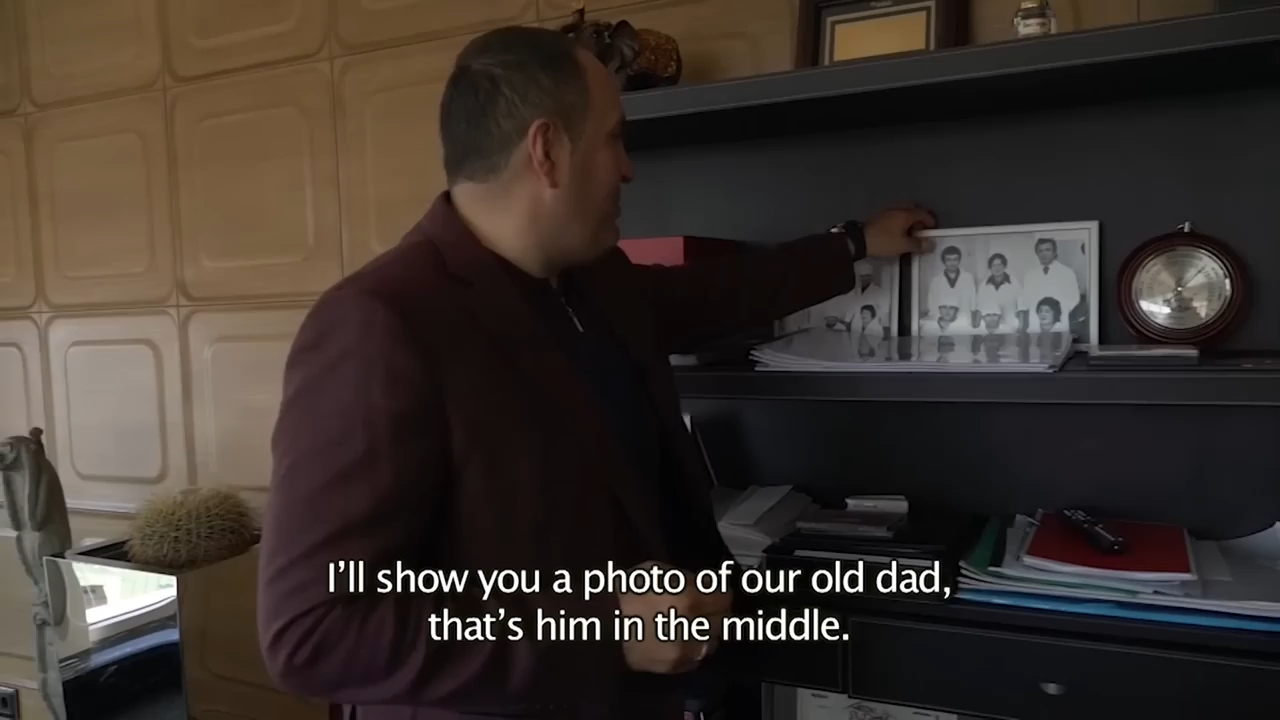 I'll show you a photo of our old dad,
that's him in the middle.